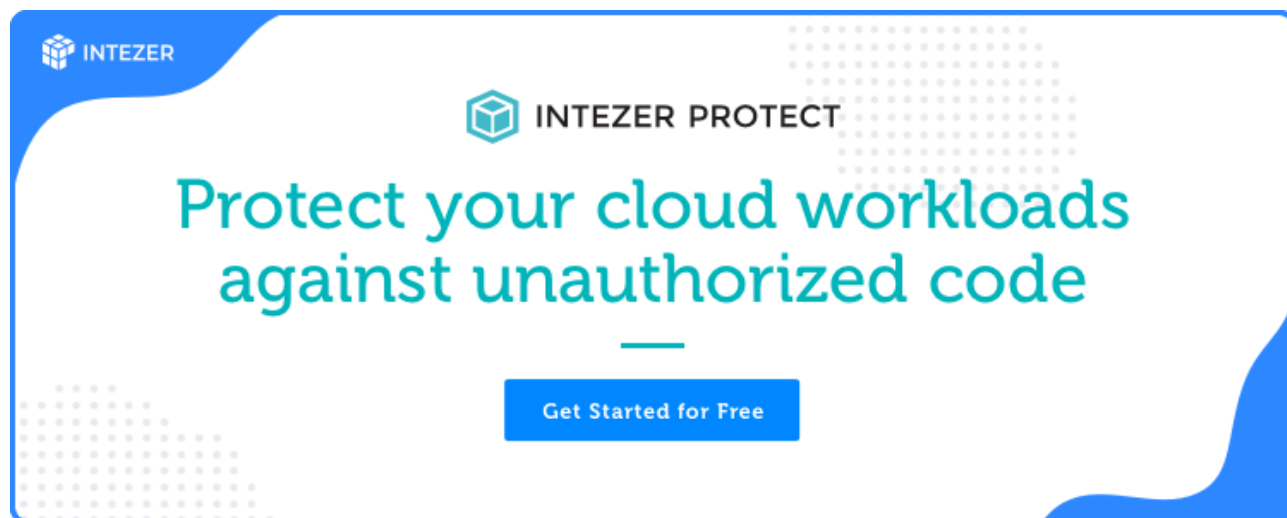 INTEZER
INTEZER PROTECT
Protect your cloud workloads
against unauthorized code
Get Started for Free